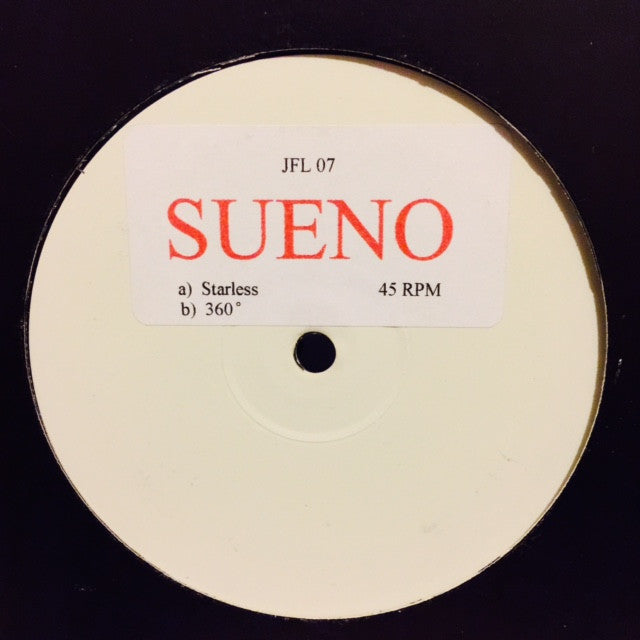 JFL 07
SUENO
a) Starless 45 RPM
b) 360°